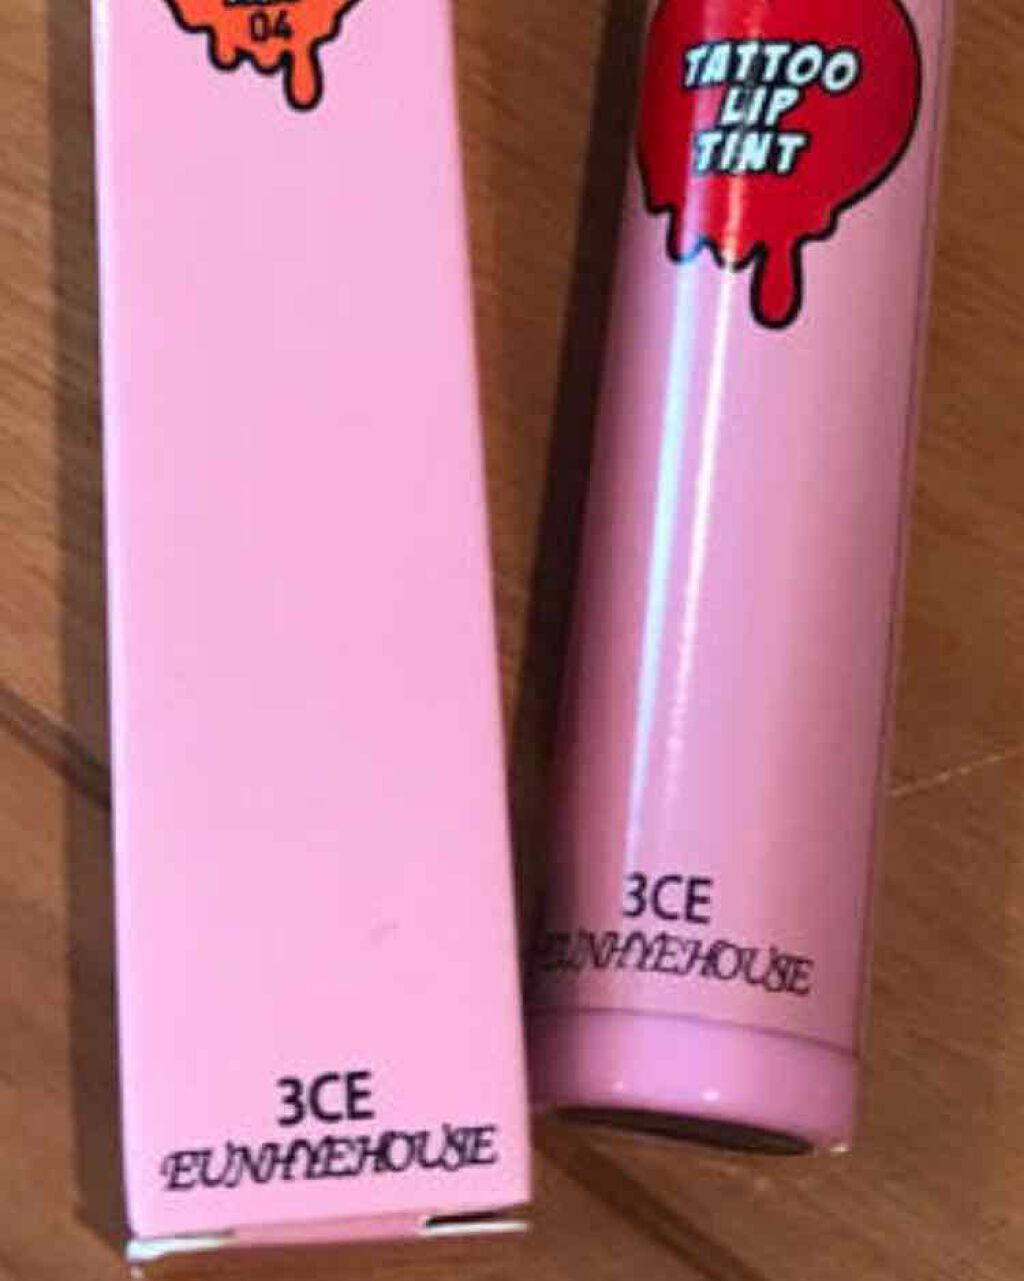 04
3CE
EUNHYEHOUSE
TATTOO
LIP
TINT
3CE
EUNHYEHOUSE